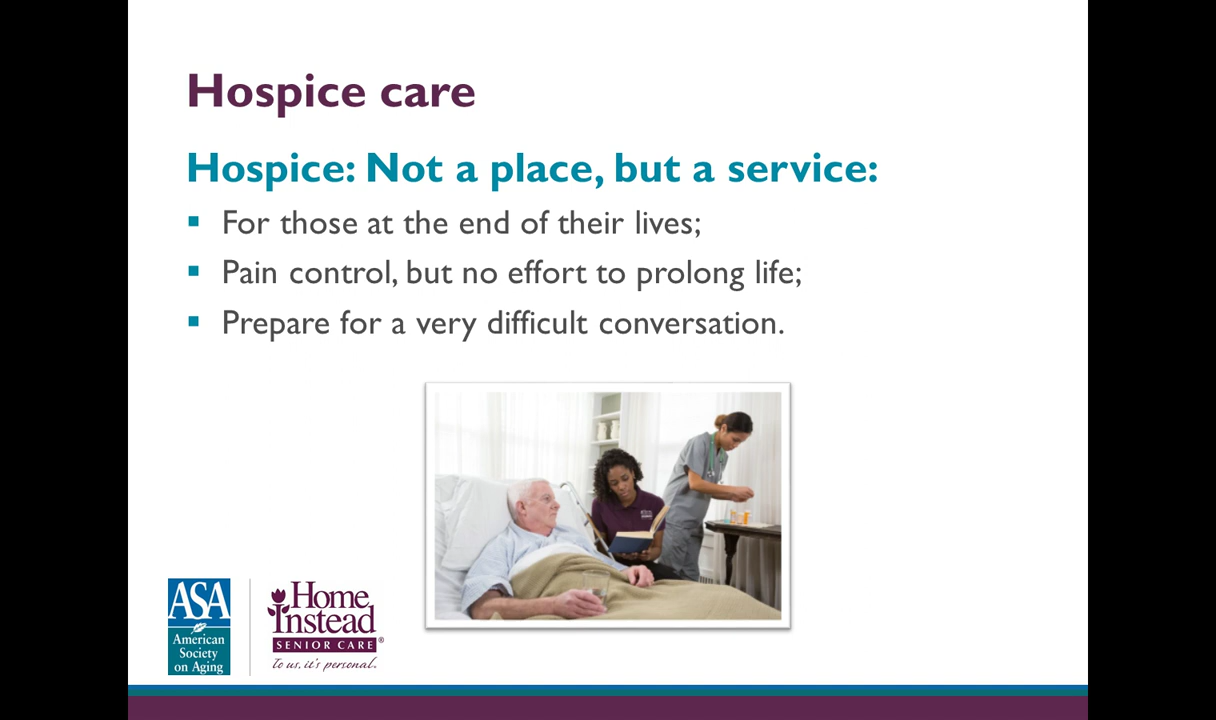 Hospice care
Hospice: Not a place, but a service:
▪ For those at the end of their lives;
▪ Pain control, but no effort to prolong life;
▪ Prepare for a very difficult conversation.
ASA
American
Society
on Aging
Home
Instead
SENIOR CARE®
To us, it's personal.